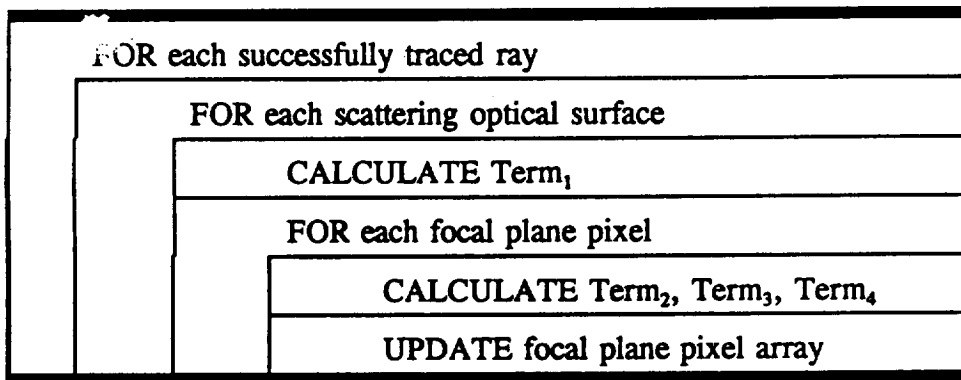 FOR each successfully traced ray
FOR each scattering optical surface
CALCULATE Term₁
FOR each focal plane pixel
CALCULATE Term₂, Term₃, Term₄
UPDATE focal plane pixel array